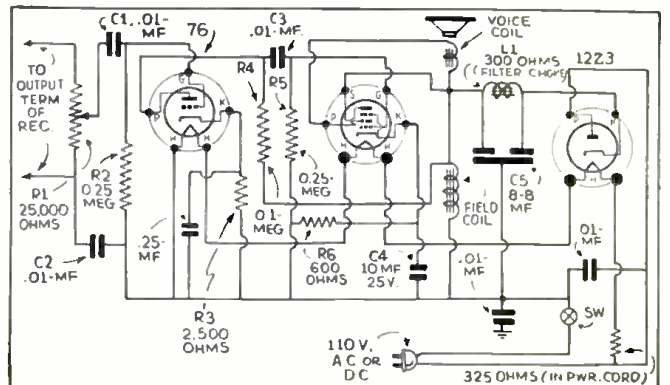 C1,.01-
MF
76
C3
.01-MF
VOICE
COIL
L1
300 OHMS
(FILTER CHOKE)
12Z3
TO
OUTPUT
TERM
OF
REC.
R4
R5
G
P
K
H
H
G
S
P
K
H
H
P
K
H
H
R1
25,000
OHMS
R2
0.25
MEG
0.25-
MEG
0.1-
MEG
FIELD
COIL
C5
8-8
MF
C2
.01-MF
.25-
MF
R6
600
OHMS
C4
10 MF
25V.
.01-
MF
.01-
MF
R3
2,500
OHMS
SW
110 V,
AC OR
DC
325 OHMS (IN PWR. CORD)